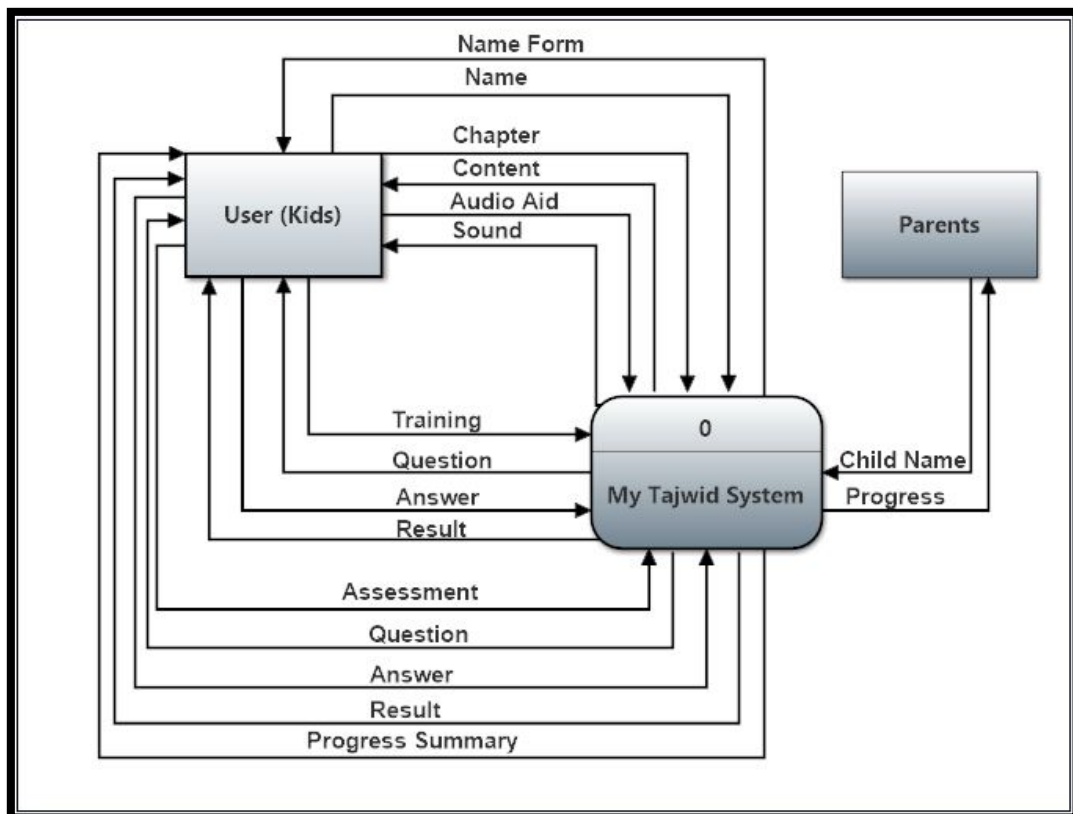 Name Form
Name
Chapter
Content
Audio Aid
Sound
User (Kids)
Parents
Training
Question
Answer
Result
0
My Tajwid System
Child Name
Progress
Assessment
Question
Answer
Result
Progress Summary